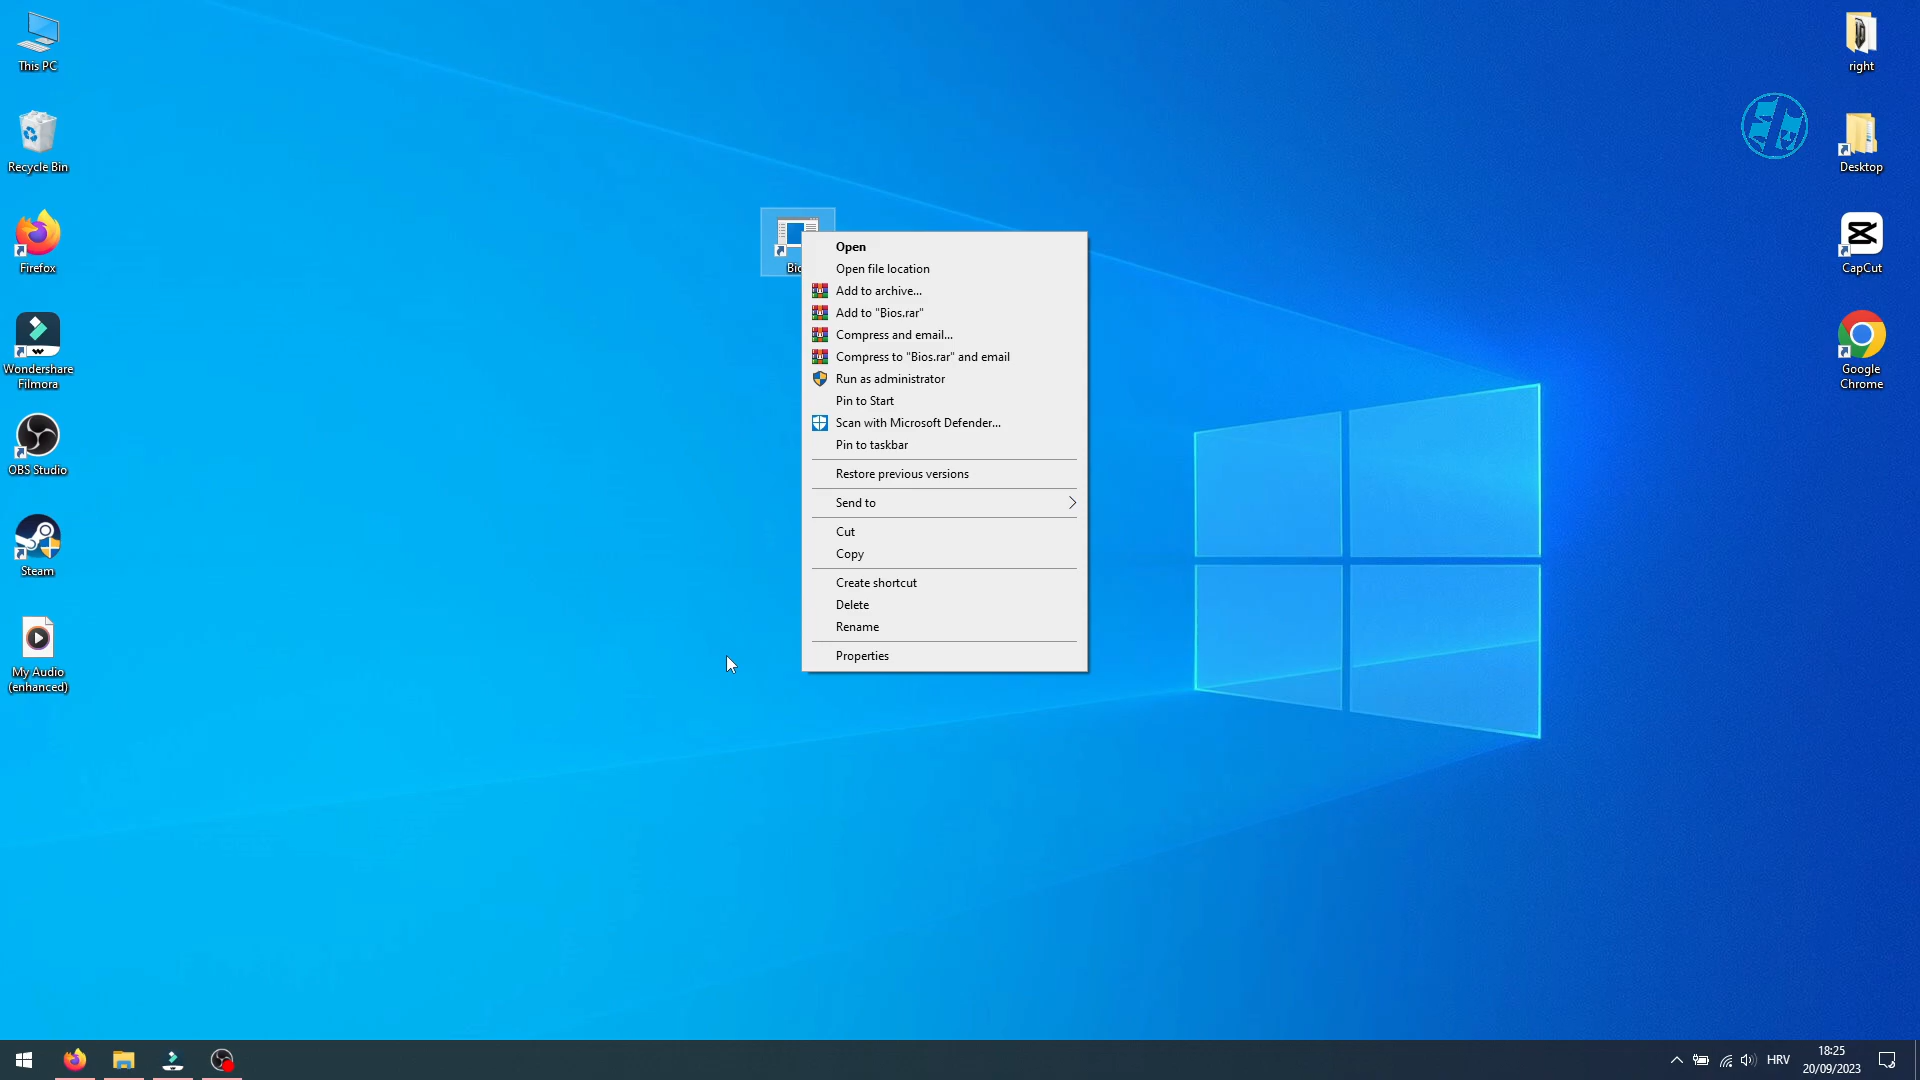 This PC
Recycle Bin
Firefox
Wondershare
Filmora
OBS Studio
Steam
My Audio
(enhanced)
Open
Open file location
Add to archive...
Add to "Bios.rar"
Compress and email...
Compress to "Bios.rar" and email
Run as administrator
Pin to Start
Scan with Microsoft Defender...
Pin to taskbar
Restore previous versions
Send to
Cut
Copy
Create shortcut
Delete
Rename
Properties
right
Desktop
CapCut
Google
Chrome
HRV
18:25
20/09/2023